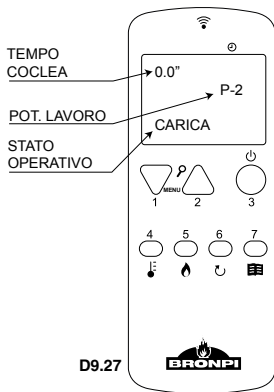 TEMPO
COCLEA
0.0”
P-2
POT. LAVORO
STATO
OPERATIVO
CARICA
MENU
1 2 3
4 5 6 7
D9.27
BRONPI